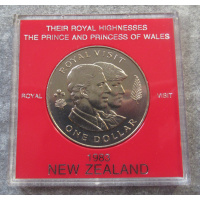 THEIR ROYAL HIGHNESSES
THE PRINCE AND PRINCESS OF WALES
ROYAL VISIT
ROYAL
VISIT
ONE DOLLAR
1983
NEW ZEALAND